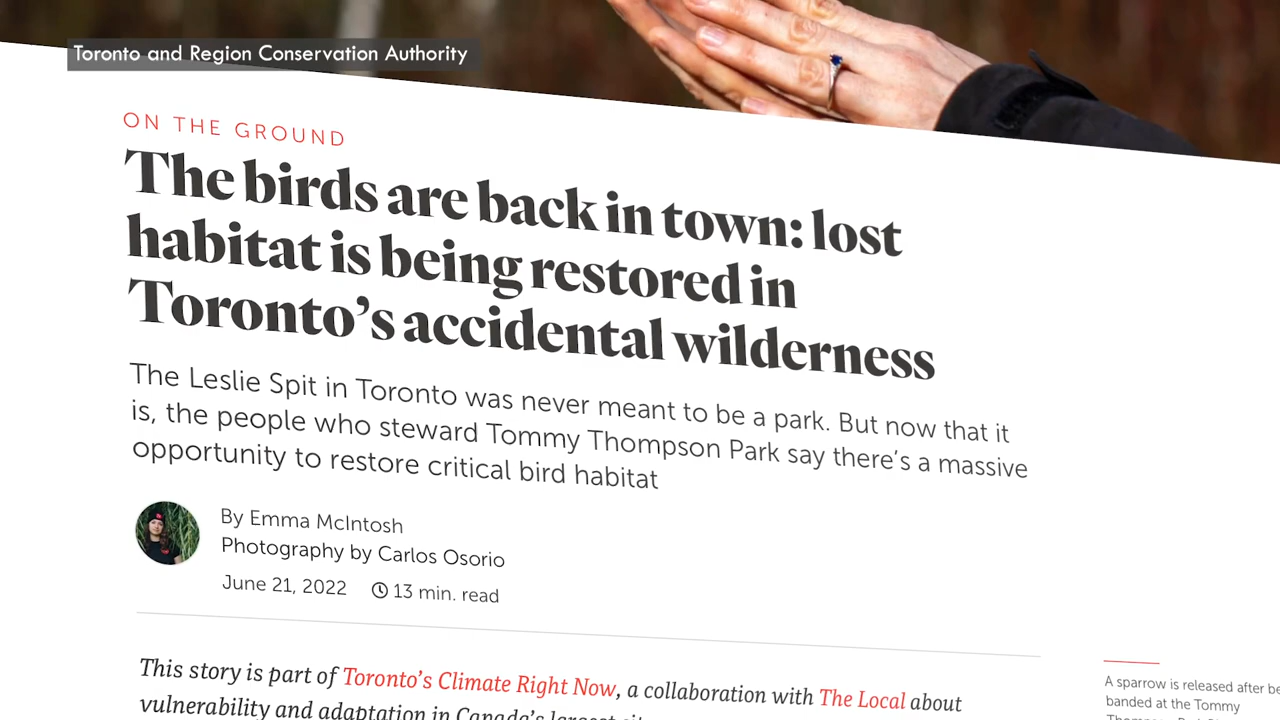 Toronto and Region Conservation Authority
ON THE GROUND
The birds are back in town: lost
habitat is being restored in
Toronto's accidental wilderness
The Leslie Spit in Toronto was never meant to be a park. But now that it
is, the people who steward Tommy Thompson Park say there's a massive
opportunity to restore critical bird habitat
By Emma McIntosh
Photography by Carlos Osorio
June 21, 2022 13 min. read
This story is part of Toronto's Climate Right Now, a collaboration with The Local about
vulnerability and adaptation in Canada's largest
A sparrow is released after
banded at the Tommy